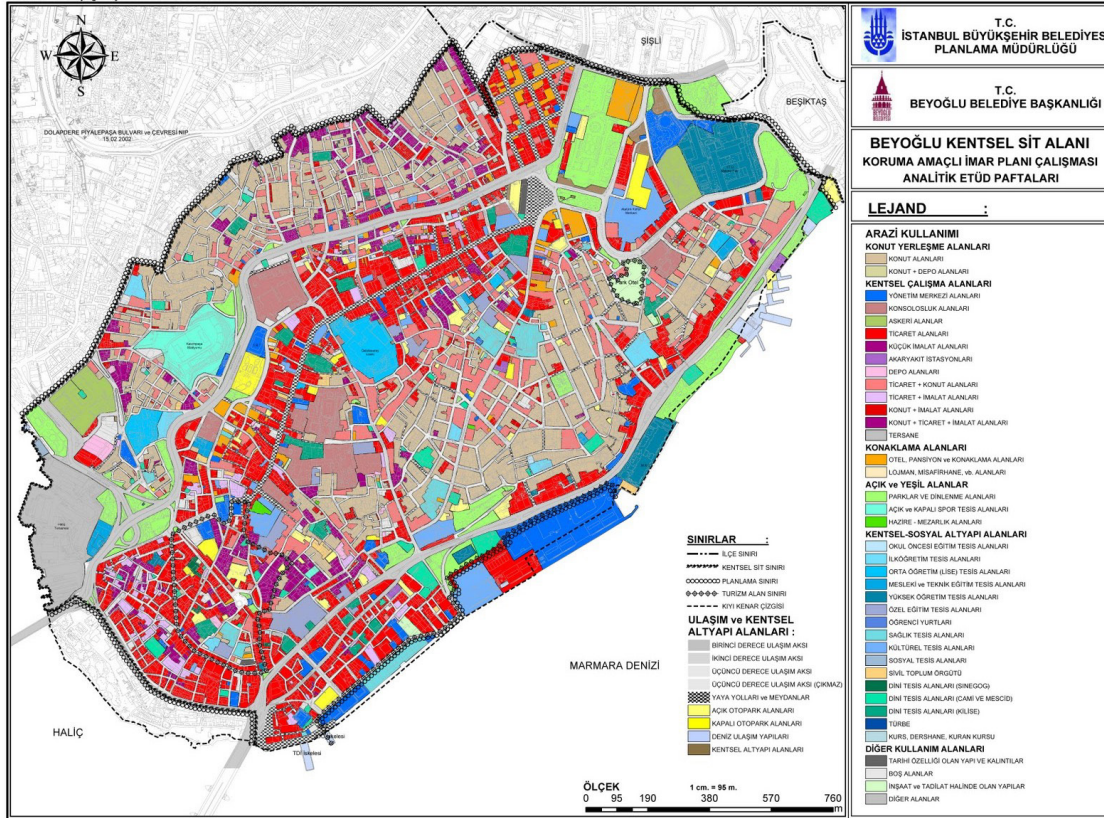 N
W
E
S
ŞİŞLİ
BEŞİKTAŞ
DOLAPDERE PİYALEPAŞA BULVARI ve ÇEVRESİ NİP
15.02.2002
Park Otel
MARMARA DENİZİ
HALİÇ
SINIRLAR :
İLÇE SINIRI
KENTSEL SİT SINIRI
PLANLAMA SINIRI
TURİZM ALAN SINIRI
KIYI KENAR ÇİZGİSİ
ULAŞIM ve KENTSEL
ALTYAPI ALANLARI :
BİRİNCİ DERECE ULAŞIM AKSI
İKİNCİ DERECE ULAŞIM AKSI
ÜÇÜNCÜ DERECE ULAŞIM AKSI
ÜÇÜNCÜ DERECE ULAŞIM AKSI (ÇIKMAZ)
YAYA YOLLARI ve MEYDANLAR
AÇIK OTOPARK ALANLARI
KAPALI OTOPARK ALANLARI
DENİZ ULAŞIM YAPILARI
KENTSEL ALTYAPI ALANLARI
ÖLÇEK
1 cm. = 95 m.
0 95 190 380 570 760
m
T.C.
İSTANBUL BÜYÜKŞEHİR BELEDİYES
PLANLAMA MÜDÜRLÜĞÜ
T.C.
BEYOĞLU BELEDİYE BAŞKANLIĞI
BEYOĞLU KENTSEL SİT ALANI
KORUMA AMAÇLI İMAR PLANI ÇALIŞMASI
ANALİTİK ETÜD PAFTALARI
LEJAND :
ARAZİ KULLANIMI
KONUT YERLEŞME ALANLARI
KONUT ALANLARI
KONUT + DEPO ALANLARI
KENTSEL ÇALIŞMA ALANLARI
YÖNETİM MERKEZİ ALANLARI
KONSOLOSLUK ALANLARI
ASKERİ ALANLAR
TİCARET ALANLARI
KÜÇÜK İMALAT ALANLARI
AKARYAKIT İSTASYONLARI
DEPO ALANLARI
TİCARET + KONUT ALANLARI
TİCARET + İMALAT ALANLARI
KONUT + İMALAT ALANLARI
KONUT + TİCARET + İMALAT ALANLARI
TERSANE
KONAKLAMA ALANLARI
OTEL, PANSİYON ve KONAKLAMA ALANLARI
LOJMAN, MİSAFİRHANE, vb. ALANLARI
AÇIK ve YEŞİL ALANLAR
PARKLAR VE DİNLENME ALANLARI
AÇIK ve KAPALI SPOR TESİS ALANLARI
HAZİRE - MEZARLIK ALANLARI
KENTSEL-SOSYAL ALTYAPI ALANLARI
OKUL ÖNCESİ EĞİTİM TESİS ALANLARI
İLKÖĞRETİM TESİS ALANLARI
ORTA ÖĞRETİM (LİSE) TESİS ALANLARI
MESLEKİ ve TEKNİK EĞİTİM TESİS ALANLARI
YÜKSEK ÖĞRETİM TESİS ALANLARI
ÖZEL EĞİTİM TESİS ALANLARI
ÖĞRENCİ YURTLARI
SAĞLIK TESİS ALANLARI
KÜLTÜREL TESİS ALANLARI
SOSYAL TESİS ALANLARI
SİVİL TOPLUM ÖRGÜTÜ
DİNİ TESİS ALANLARI (SİNEGOG)
DİNİ TESİS ALANLARI (CAMİ VE MESCİD)
DİNİ TESİS ALANLARI (KİLİSE)
TÜRBE
KURS, DERSHANE, KURAN KURSU
DİĞER KULLANIM ALANLARI
TARİHİ ÖZELLİĞİ OLAN YAPI VE KALINTILAR
BOŞ ALANLAR
İNŞAAT ve TADİLAT HALİNDE OLAN YAPILAR
DİĞER ALANLAR